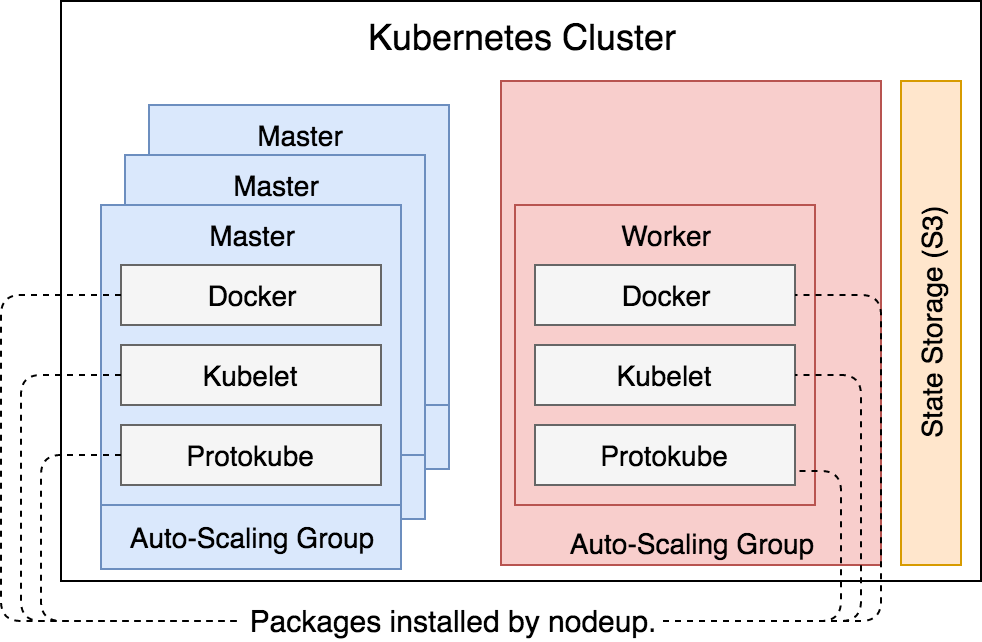 Kubernetes Cluster
Master
Master
Master
Docker
Kubelet
Protokube
Auto-Scaling Group
Worker
Docker
Kubelet
Protokube
Auto-Scaling Group
State Storage (S3)
Packages installed by nodeup.